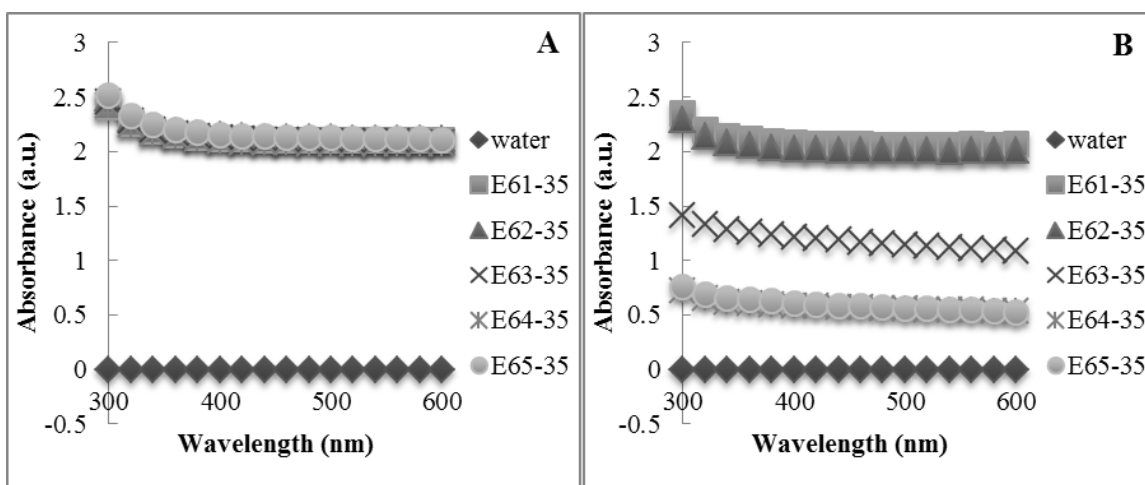 A
3
2.5
2
1.5
1
0.5
0
-0.5
300
400
500
600
Absorbance (a.u.)
Wavelength (nm)
water
E61-35
E62-35
E63-35
E64-35
E65-35
B
3
2.5
2
1.5
1
0.5
0
-0.5
300
400
500
600
Absorbance (a.u.)
Wavelength (nm)
water
E61-35
E62-35
E63-35
E64-35
E65-35